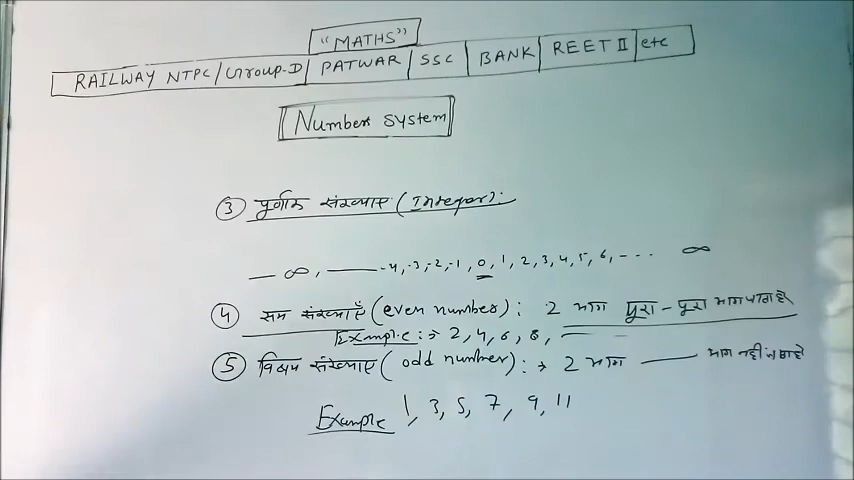 "MATHS"
RAILWAY NTPC/Group-D PATWAR SSC BANK REET II etc
Number System
③ पूर्णांक संख्याए (Integer):
— ∞, —— -4, -3, -2, -1, 0, 1, 2, 3, 4, 5, 6, - - - ∞
④ सम संख्याएँ (even number): 2 भाग पूरा - पूरा
Example :→ 2, 4, 6, 8, —
⑤ विषम संख्याए (odd number): → 2 भाग —— भाग नहीं
Example 1, 3, 5, 7, 9, 11